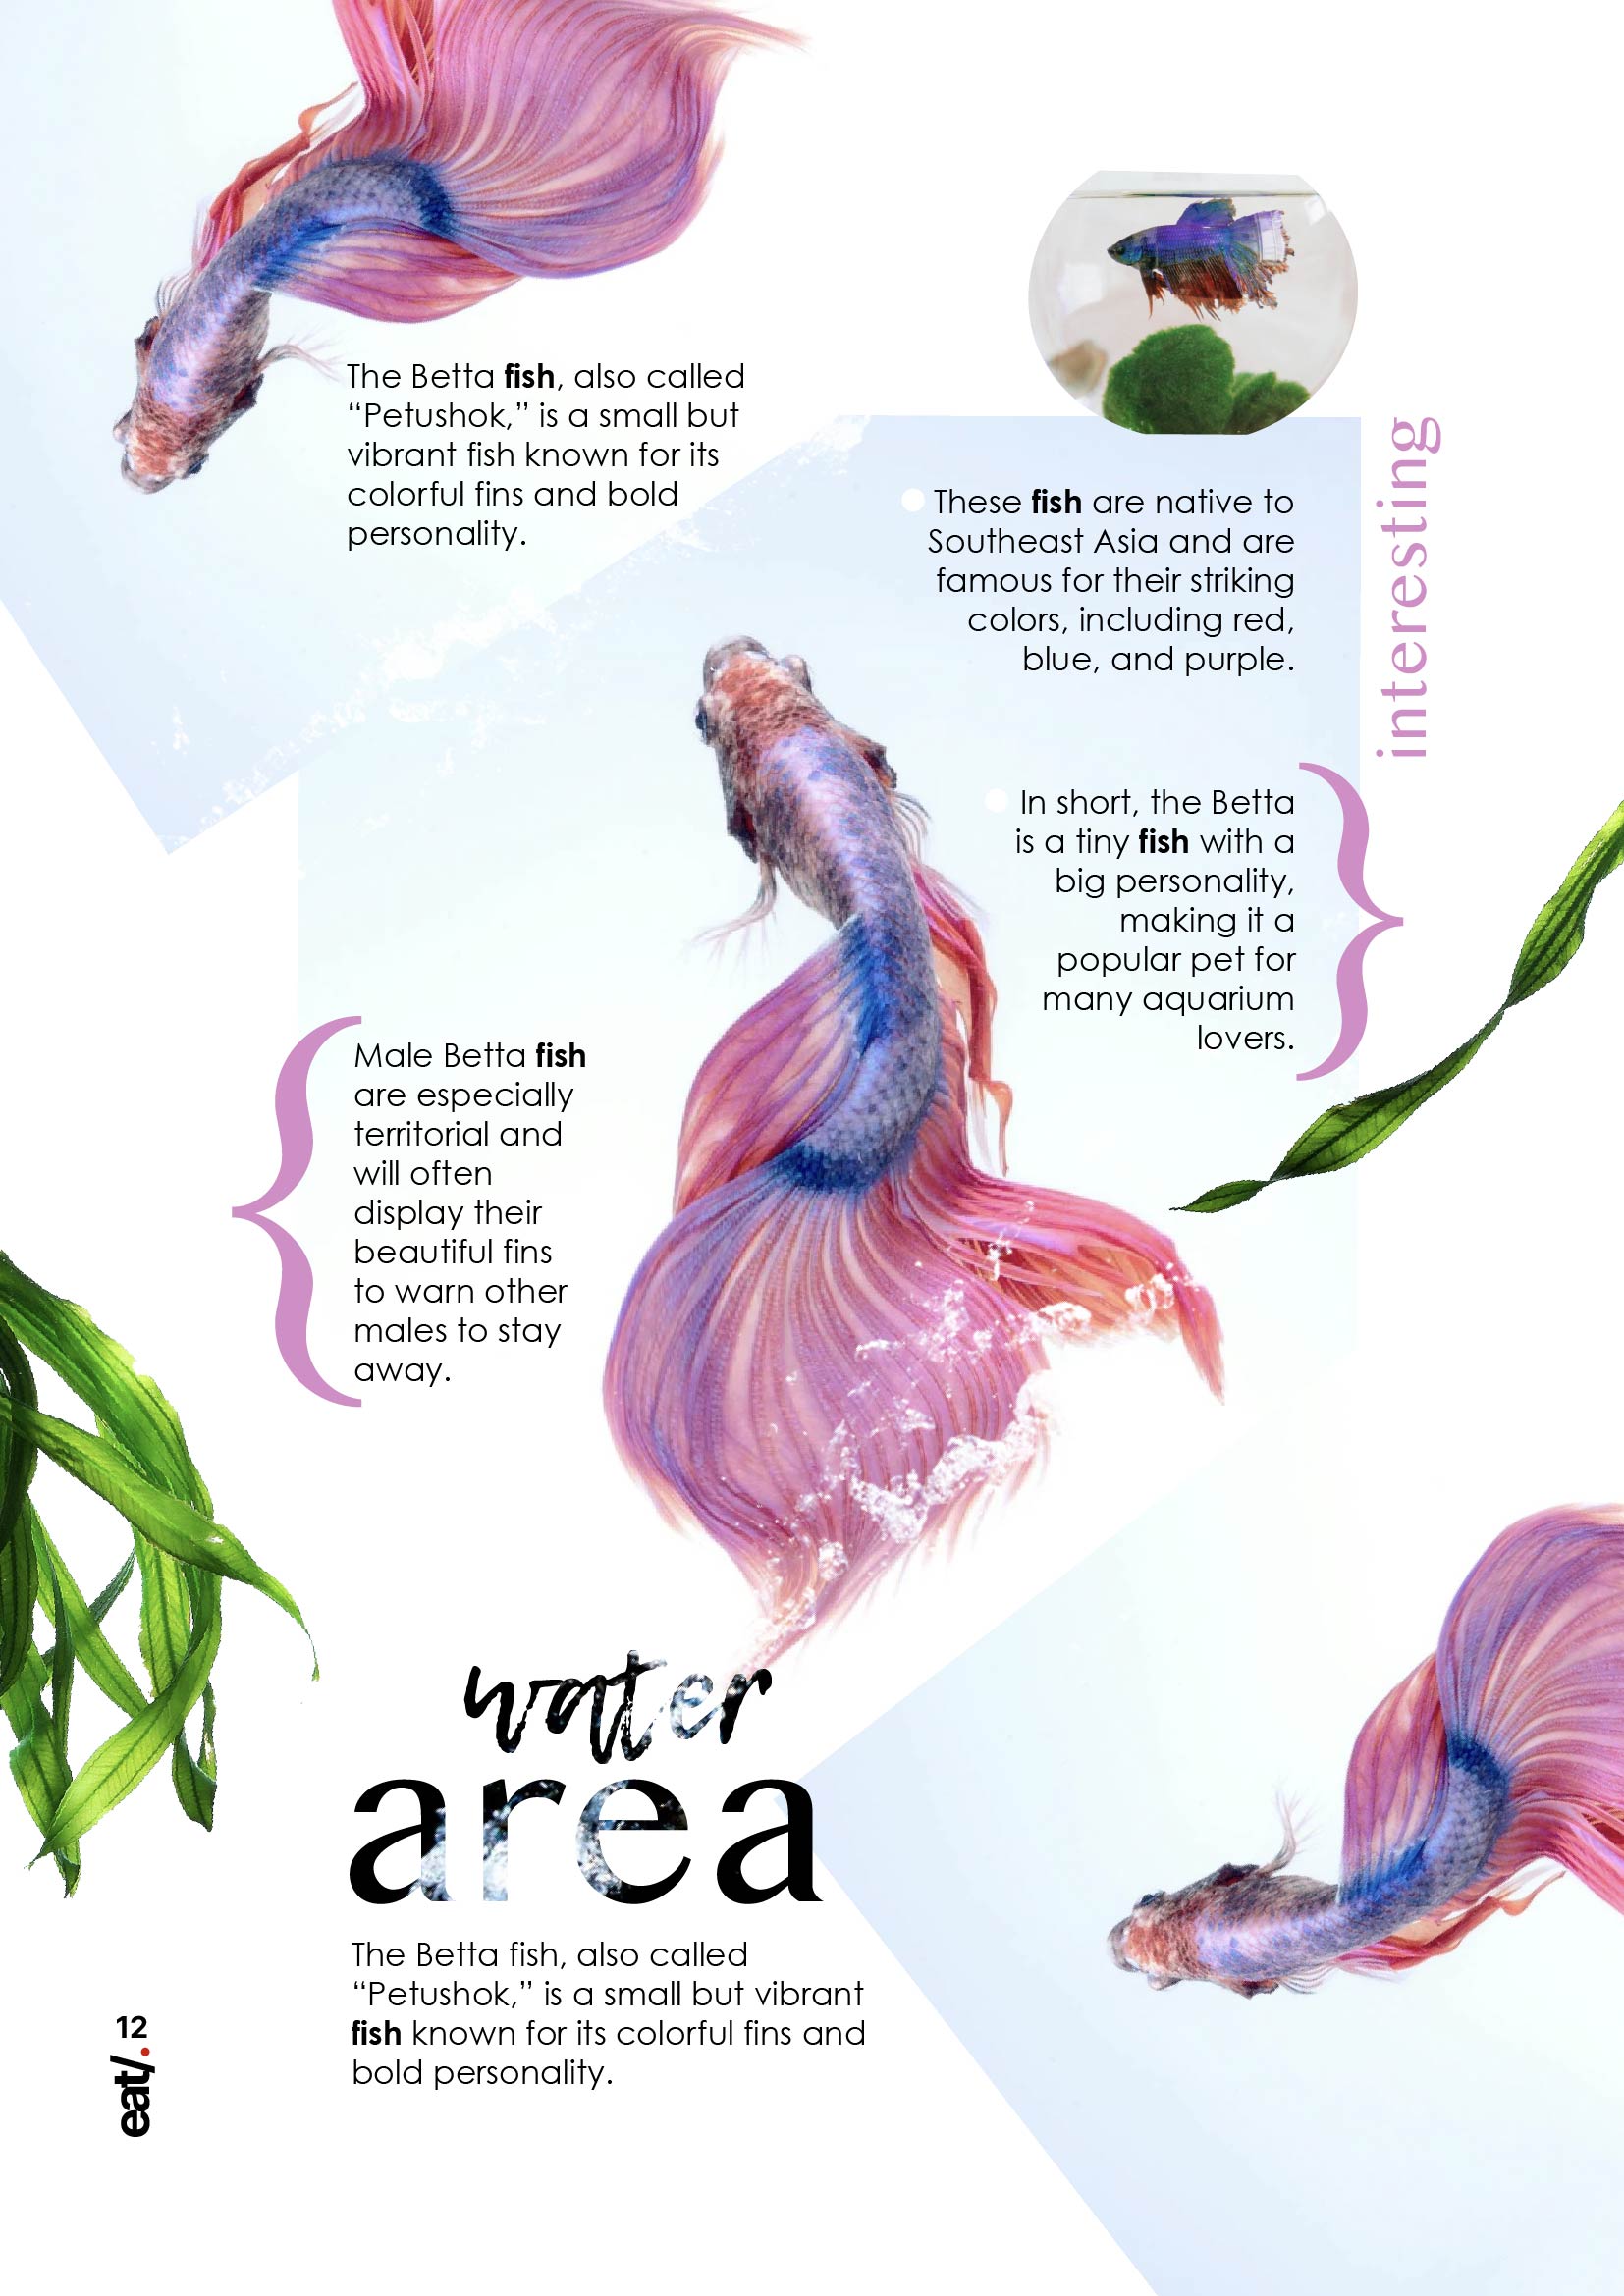 The Betta fish, also called
“Petushok,” is a small but
vibrant fish known for its
colorful fins and bold
personality.
These fish are native to
Southeast Asia and are
famous for their striking
colors, including red,
blue, and purple.
interesting
In short, the Betta
is a tiny fish with a
big personality,
making it a
popular pet for
many aquarium
lovers.
Male Betta fish
are especially
territorial and
will often
display their
beautiful fins
to warn other
males to stay
away.
water
area
The Betta fish, also called
“Petushok,” is a small but vibrant
fish known for its colorful fins and
bold personality.
12
eat/.